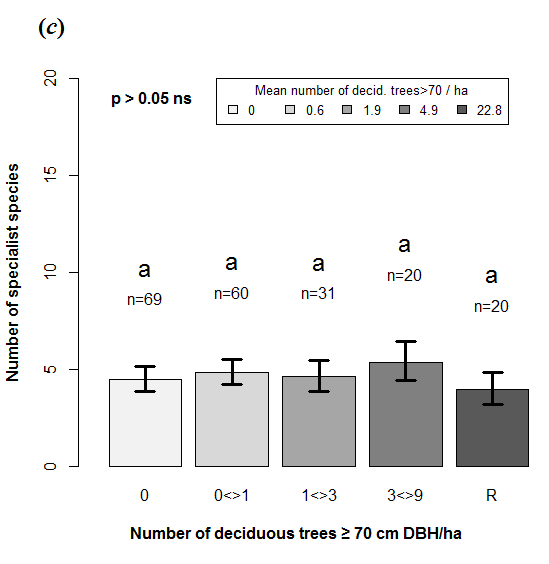 (c)
p > 0.05 ns
Mean number of decid. trees>70 / ha
0 0.6 1.9 4.9 22.8
Number of specialist species
20
15
10
5
0
a a a a a
n=69 n=60 n=31 n=20 n=20
0 0<>1 1<>3 3<>9 R
Number of deciduous trees ≥ 70 cm DBH/ha